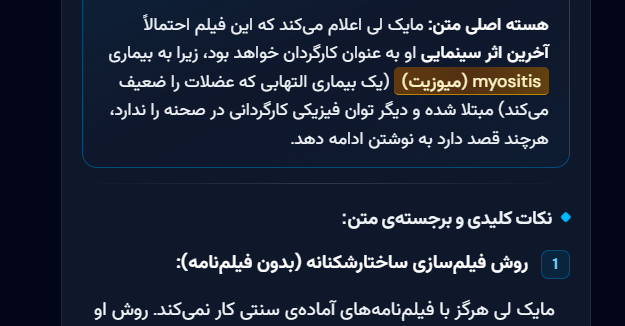 هسته اصلی متن: مایک لی اعلام می‌کند که این فیلم احتمالاً
آخرین اثر سینمایی او به عنوان کارگردان خواهد بود، زیرا به بیماری
myositis (میوزیت) (یک بیماری التهابی که عضلات را ضعیف
می‌کند) مبتلا شده و دیگر توان فیزیکی کارگردانی در صحنه را ندارد،
هرچند قصد دارد به نوشتن ادامه دهد.
نکات کلیدی و برجسته‌ی متن:
1 روش فیلم‌سازی ساختارشکنانه (بدون فیلم‌نامه):
مایک لی هرگز با فیلم‌نامه‌های آماده‌ی سنتی کار نمی‌کند. روش او